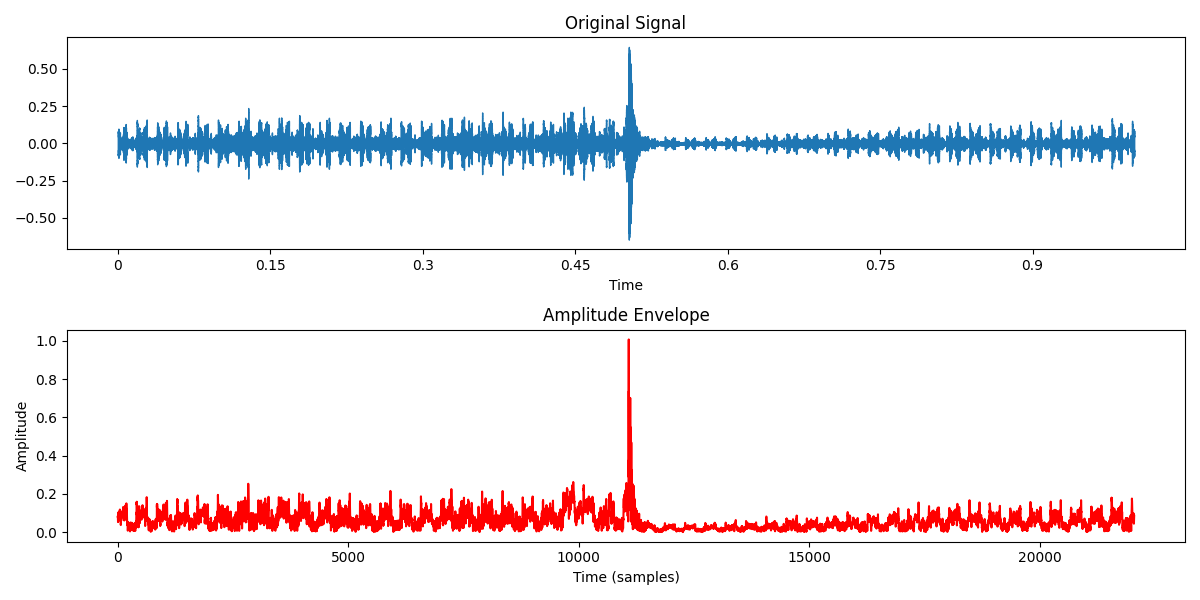 Original Signal
0.50
0.25
0.00
−0.25
−0.50
0 0.15 0.3 0.45 0.6 0.75 0.9
Time
Amplitude Envelope
1.0
0.8
0.6
0.4
0.2
0.0
Amplitude
0 5000 10000 15000 20000
Time (samples)